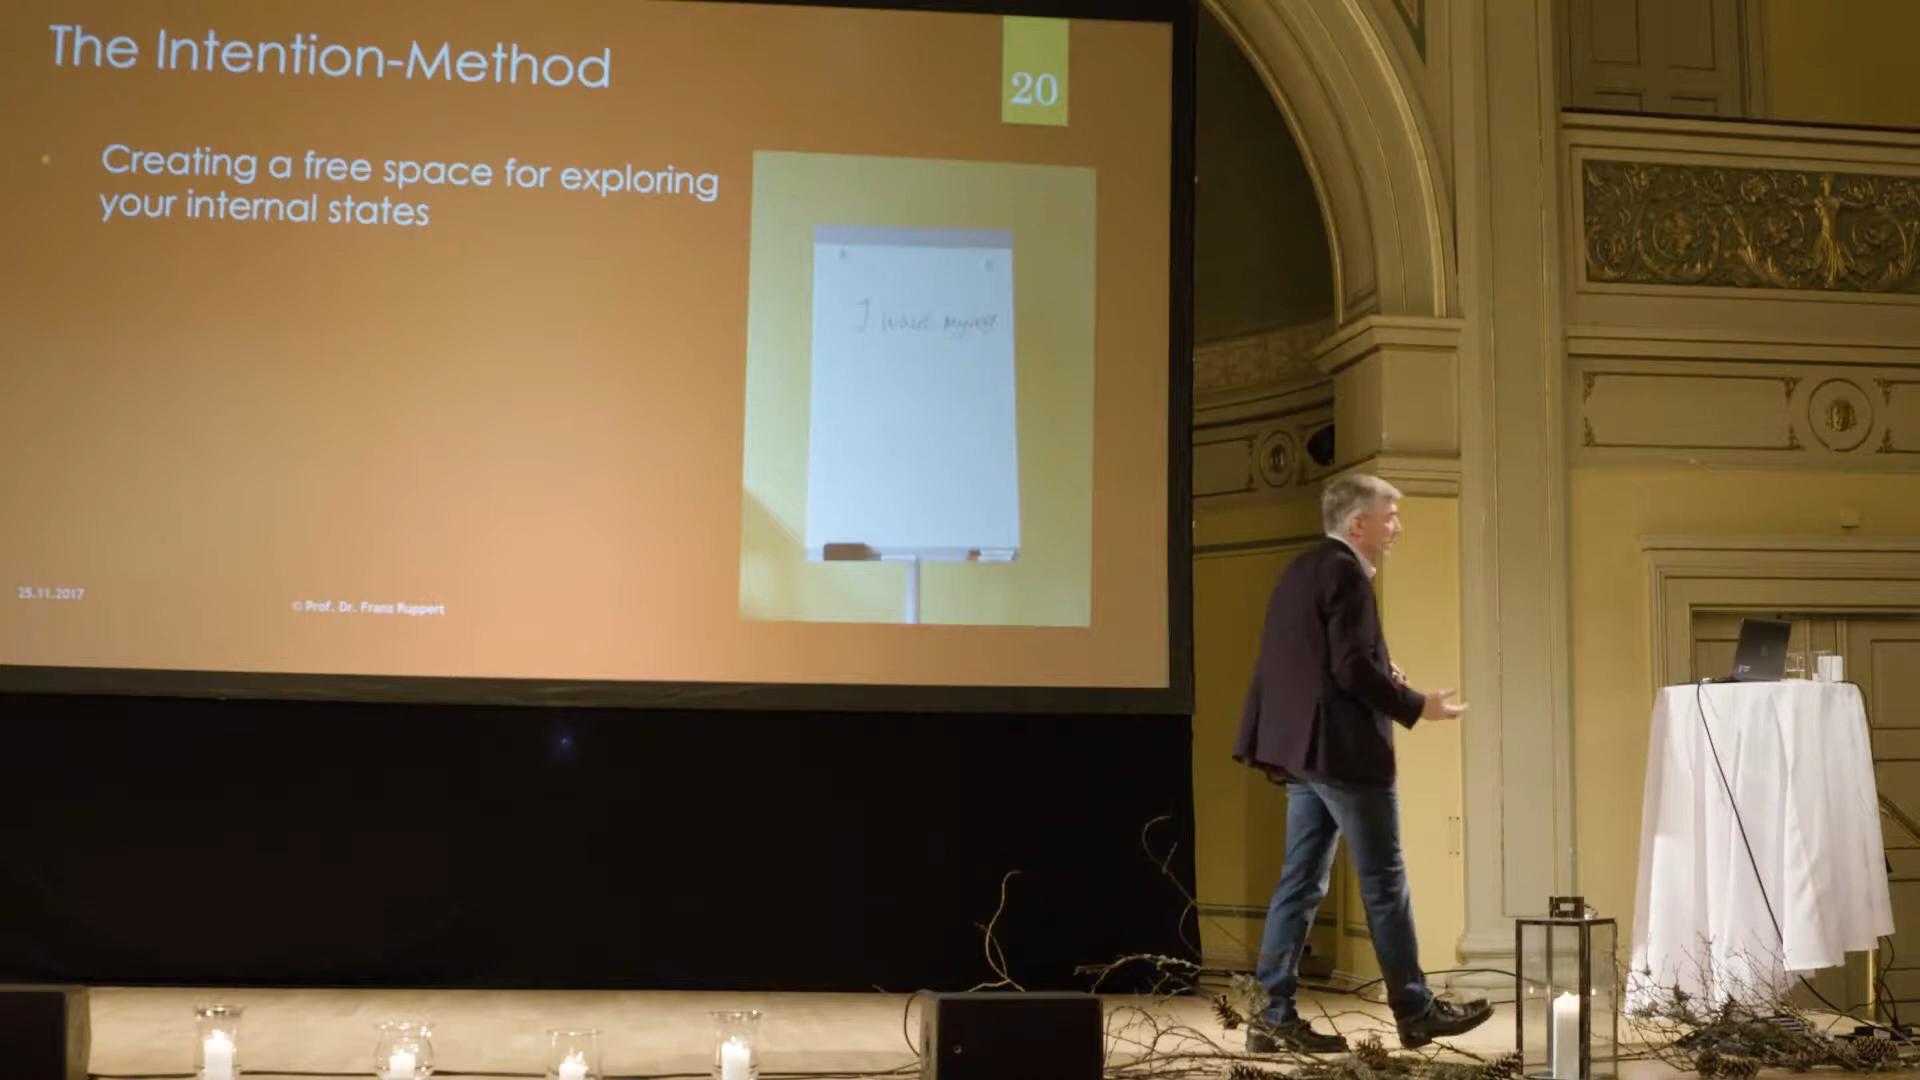 The Intention-Method
20
Creating a free space for exploring
your internal states
I want myself
25.11.2017
© Prof. Dr. Franz Ruppert